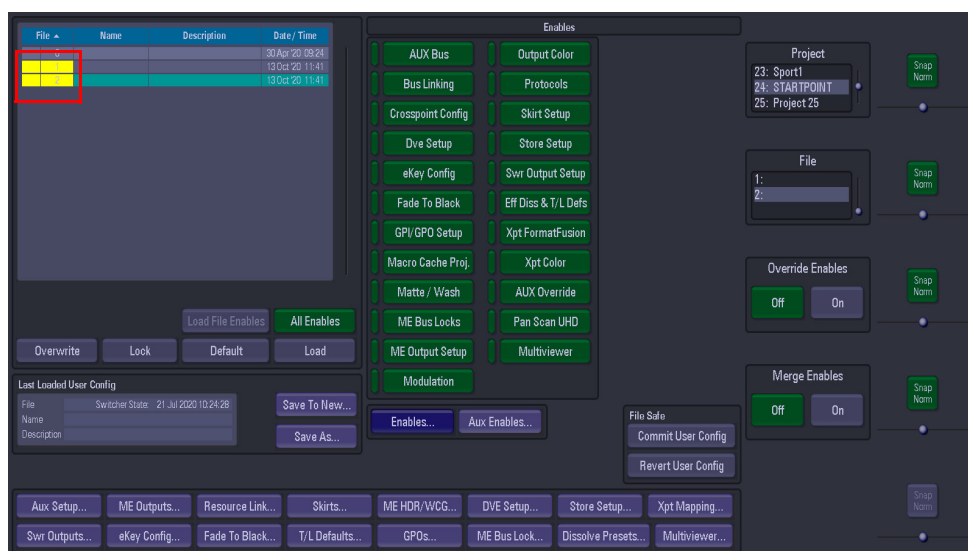 File Name Description Date/ Time
0 30 Apr '20 09:24
1 13 Oct '20 11:41
2 13 Oct '20 11:41
Load File Enables All Enables
Overwrite Lock Default Load
Last Loaded User Config
File Switcher State: 21 Jul 2020 10:24:28
Name
Description
Save To New...
Save As...
Enables
AUX Bus Output Color
Bus Linking Protocols
Crosspoint Config Skirt Setup
Dve Setup Store Setup
eKey Config Swr Output Setup
Fade To Black Eff Diss & T/L Defs
GPI/GPO Setup Xpt FormatFusion
Macro Cache Proj. Xpt Color
Matte / Wash AUX Override
ME Bus Locks Pan Scan UHD
ME Output Setup Multiviewer
Modulation
Enables... Aux Enables...
File Safe
Commit User Config
Revert User Config
Project
23: Sport1
24: STARTPOINT
25: Project 25
Snap
Norm
File
1:
2:
Snap
Norm
Override Enables
Off On
Snap
Norm
Merge Enables
Off On
Snap
Norm
Snap
Norm
Aux Setup... ME Outputs... Resource Link... Skirts... ME HDR/WCG... DVE Setup... Store Setup... Xpt Mapping...
Swr Outputs... eKey Config... Fade To Black... T/L Defaults... GPOs... ME Bus Lock... Dissolve Presets... Multiviewer...